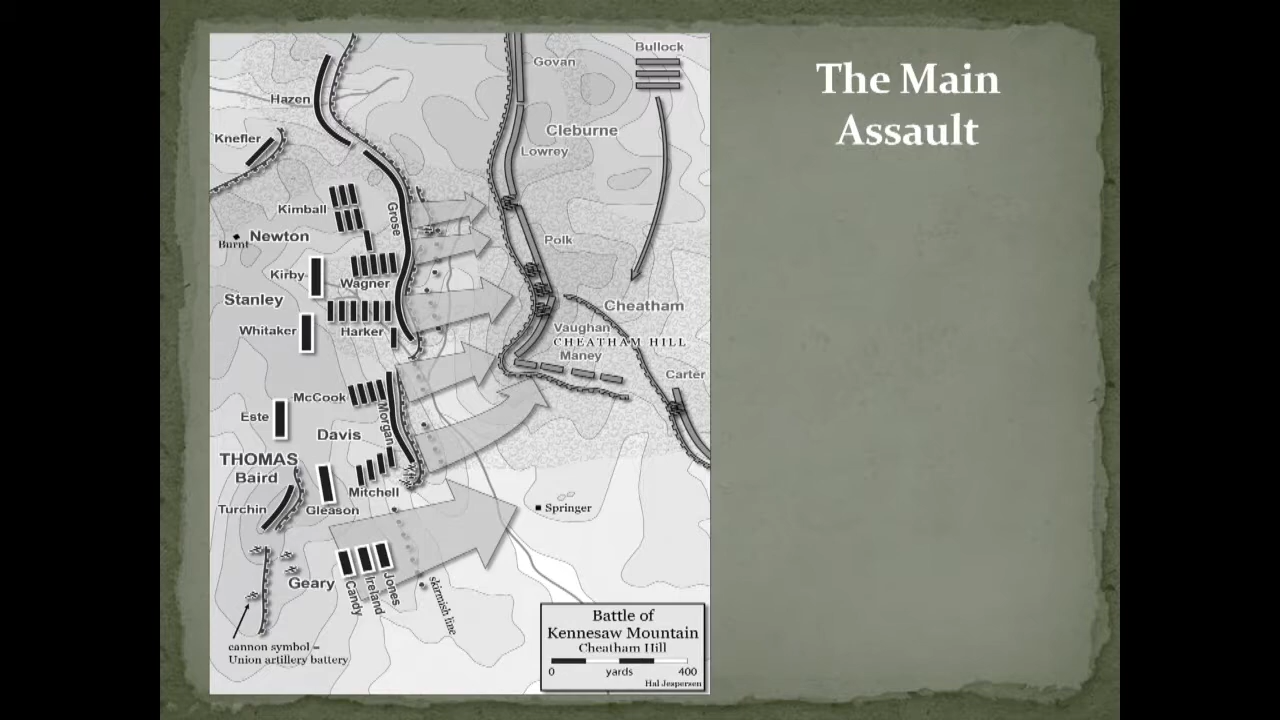 The Main
Assault
Bullock
Govan
Hazen
Cleburne
Knefler
Lowrey
Kimball
Grose
Burnt
Newton
Polk
Kirby
Wagner
Stanley
Cheatham
Whitaker
Harker
Vaughan
CHEATHAM HILL
Maney
Carter
McCook
Morgan
Este
Davis
THOMAS
Baird
Mitchell
Turchin
Gleason
Springer
Geary
Candy
Ireland
Jones
skirmish line
cannon symbol =
Union artillery battery
Battle of
Kennesaw Mountain
Cheatham Hill
0 yards 400
Hal Jespersen